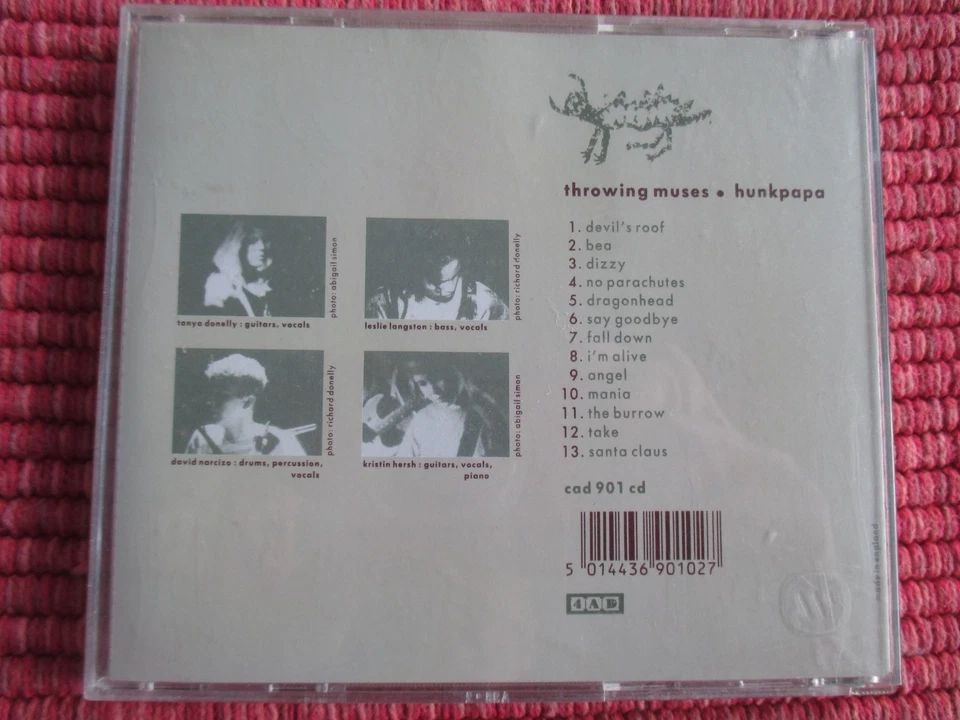 throwing muses • hunkpapa
1. devil's roof
2. bea
3. dizzy
4. no parachutes
5. dragonhead
6. say goodbye
7. fall down
8. i'm alive
9. angel
10. mania
11. the burrow
12. take
13. santa claus
cad 901 cd
5 014436 901027
4AD
made in england
photo: abigail simon
tanya donelly : guitars, vocals
photo: richard donelly
leslie langston : bass, vocals
photo: richard donelly
david narcizo : drums, percussion,
vocals
photo: abigail simon
kristin hersh : guitars, vocals,
piano